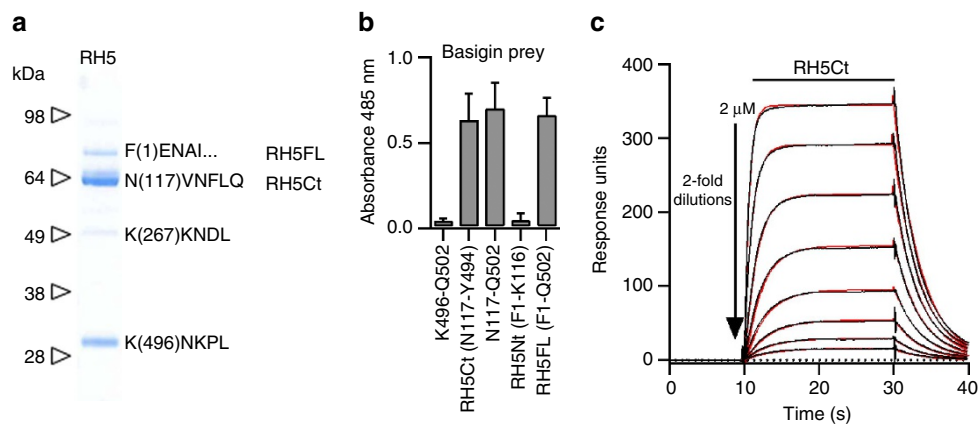 a
RH5
kDa
98
64
49
38
28
F(1)ENAI...
RH5FL
N(117)VNFLQ
RH5Ct
K(267)KNDL
K(496)NKPL
b
Basigin prey
Absorbance 485 nm
1.0
0.5
0.0
K496-Q502
RH5Ct (N117-Y494)
N117-Q502
RH5Nt (F1-K116)
RH5FL (F1-Q502)
c
RH5Ct
2 μM
2-fold
dilutions
Response units
400
300
200
100
0
0
10
20
30
40
Time (s)